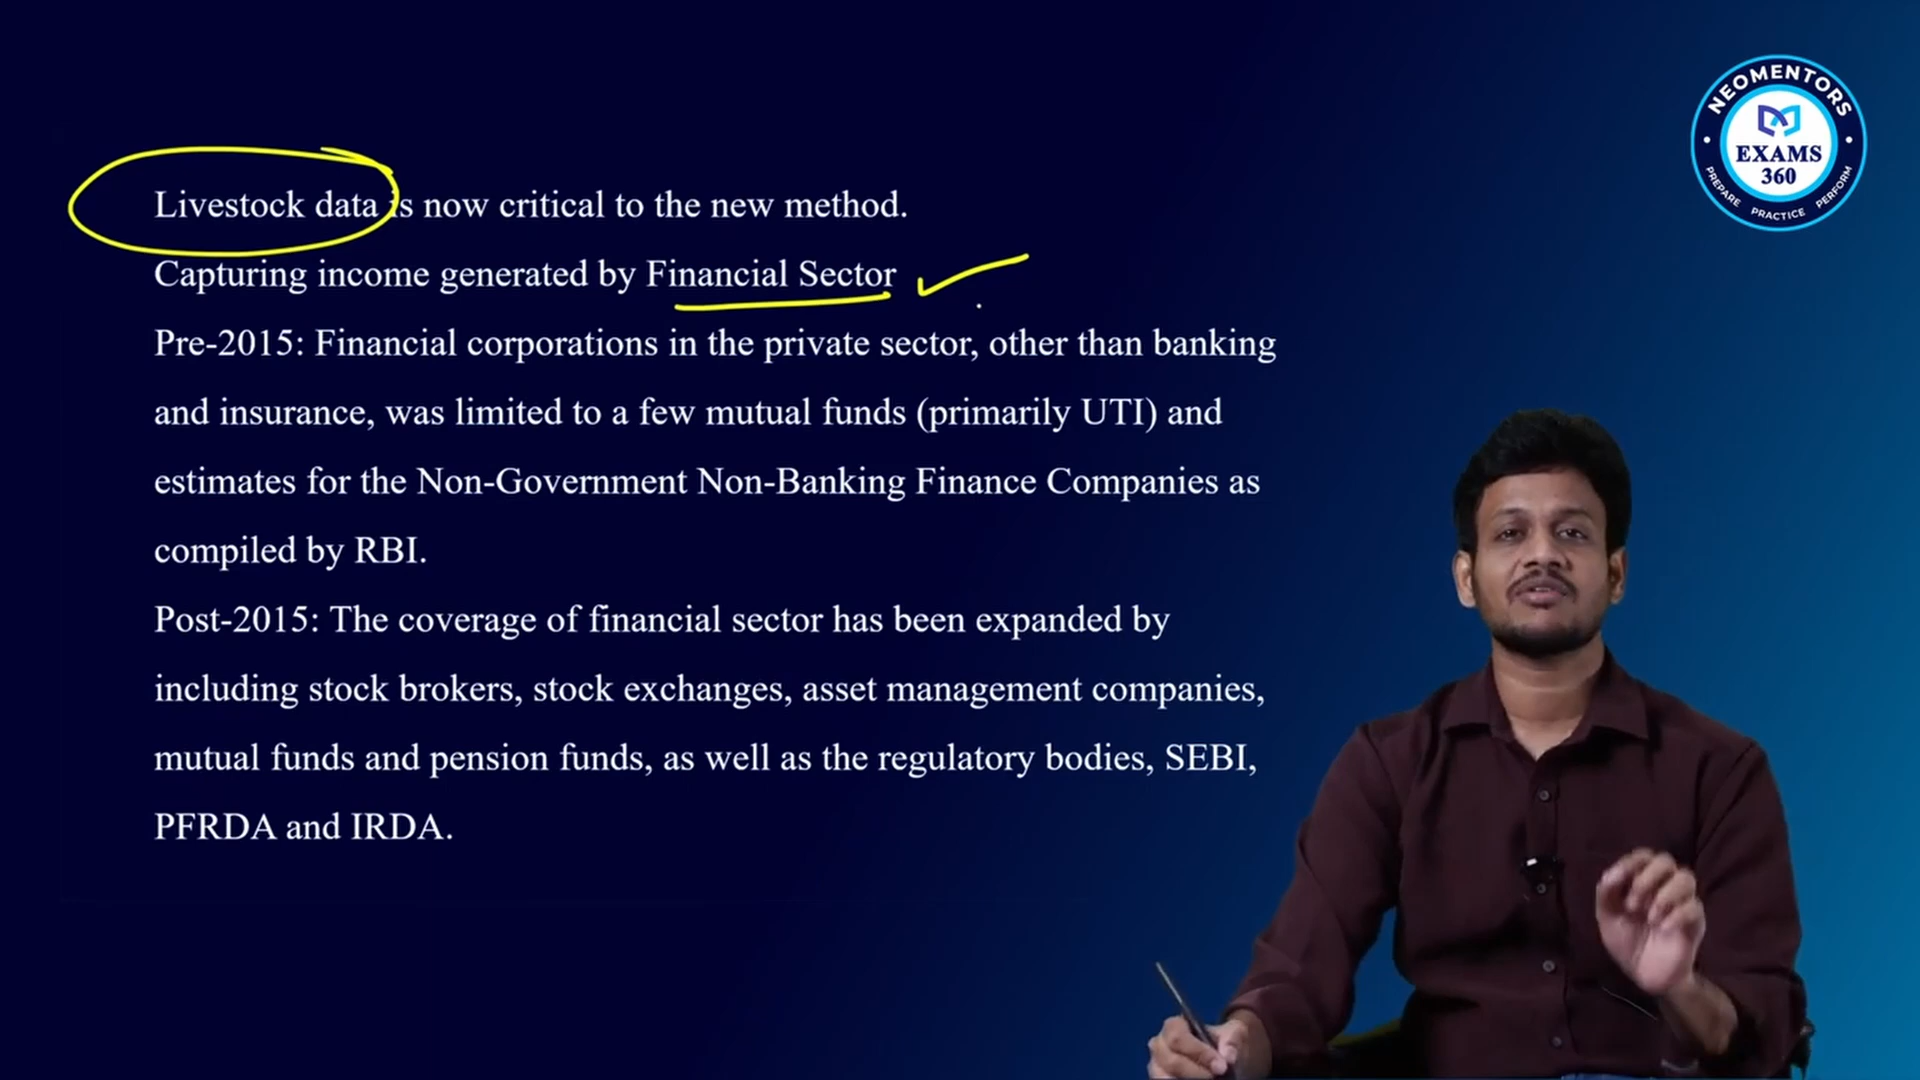 Livestock data is now critical to the new method.
Capturing income generated by Financial Sector
Pre-2015: Financial corporations in the private sector, other than banking
and insurance, was limited to a few mutual funds (primarily UTI) and
estimates for the Non-Government Non-Banking Finance Companies as
compiled by RBI.
Post-2015: The coverage of financial sector has been expanded by
including stock brokers, stock exchanges, asset management companies,
mutual funds and pension funds, as well as the regulatory bodies, SEBI,
PFRDA and IRDA.
NEOMENTORS
EXAMS
360
PREPARE PRACTICE PERFORM